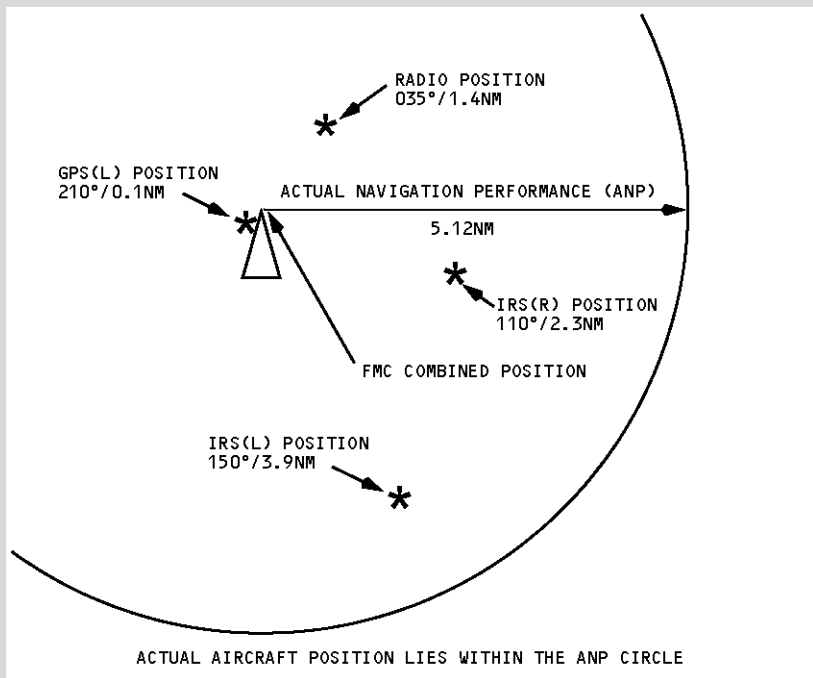 RADIO POSITION
035°/1.4NM
GPS(L) POSITION
210°/0.1NM
ACTUAL NAVIGATION PERFORMANCE (ANP)
5.12NM
IRS(R) POSITION
110°/2.3NM
FMC COMBINED POSITION
IRS(L) POSITION
150°/3.9NM
ACTUAL AIRCRAFT POSITION LIES WITHIN THE ANP CIRCLE